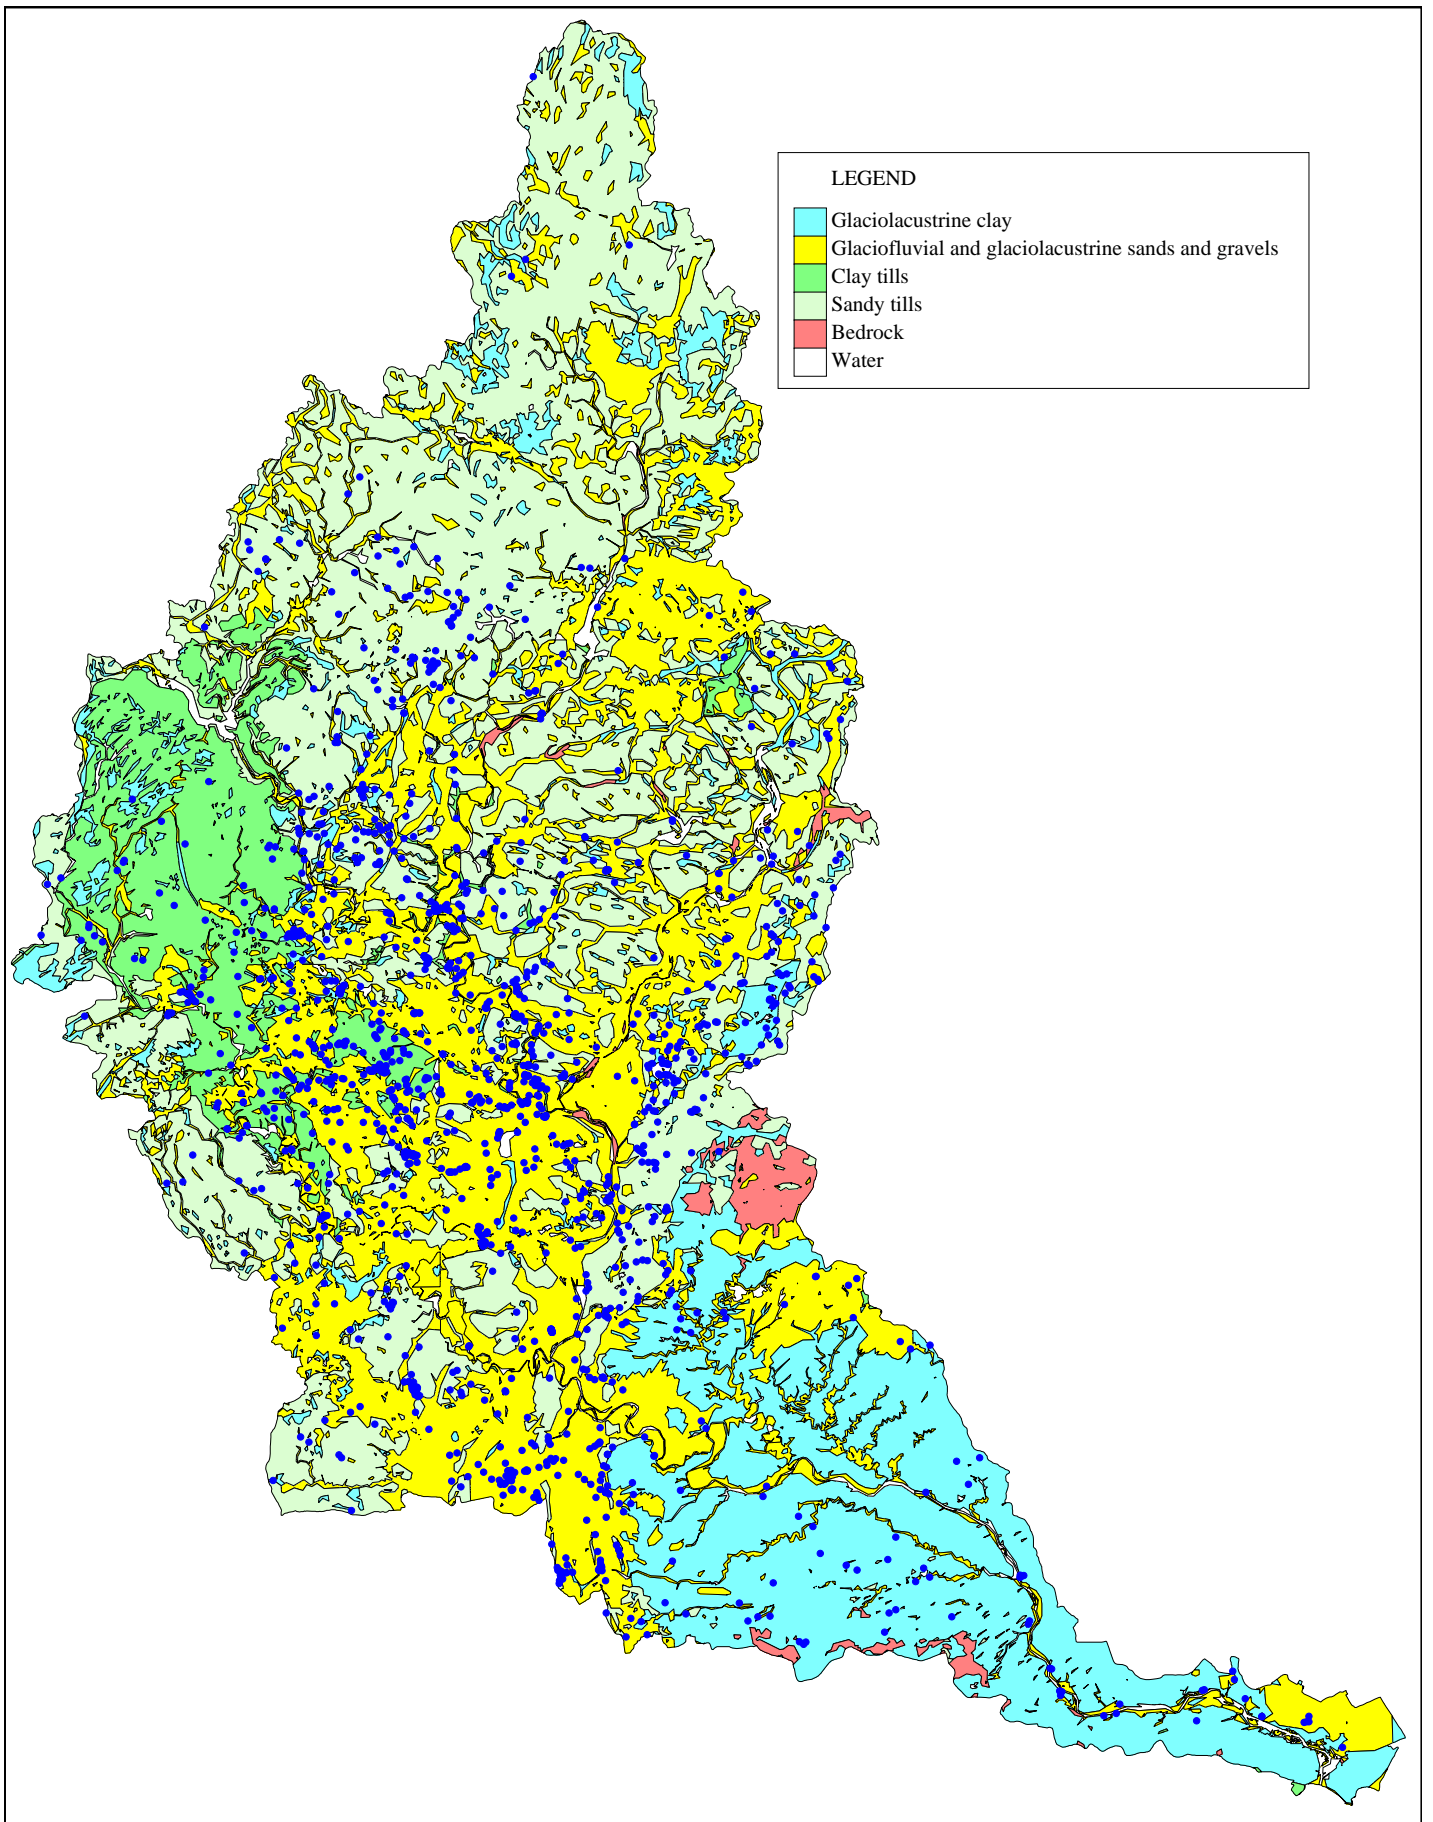 LEGEND
Glaciolacustrine clay
Glaciofluvial and glaciolacustrine sands and gravels
Clay tills
Sandy tills
Bedrock
Water